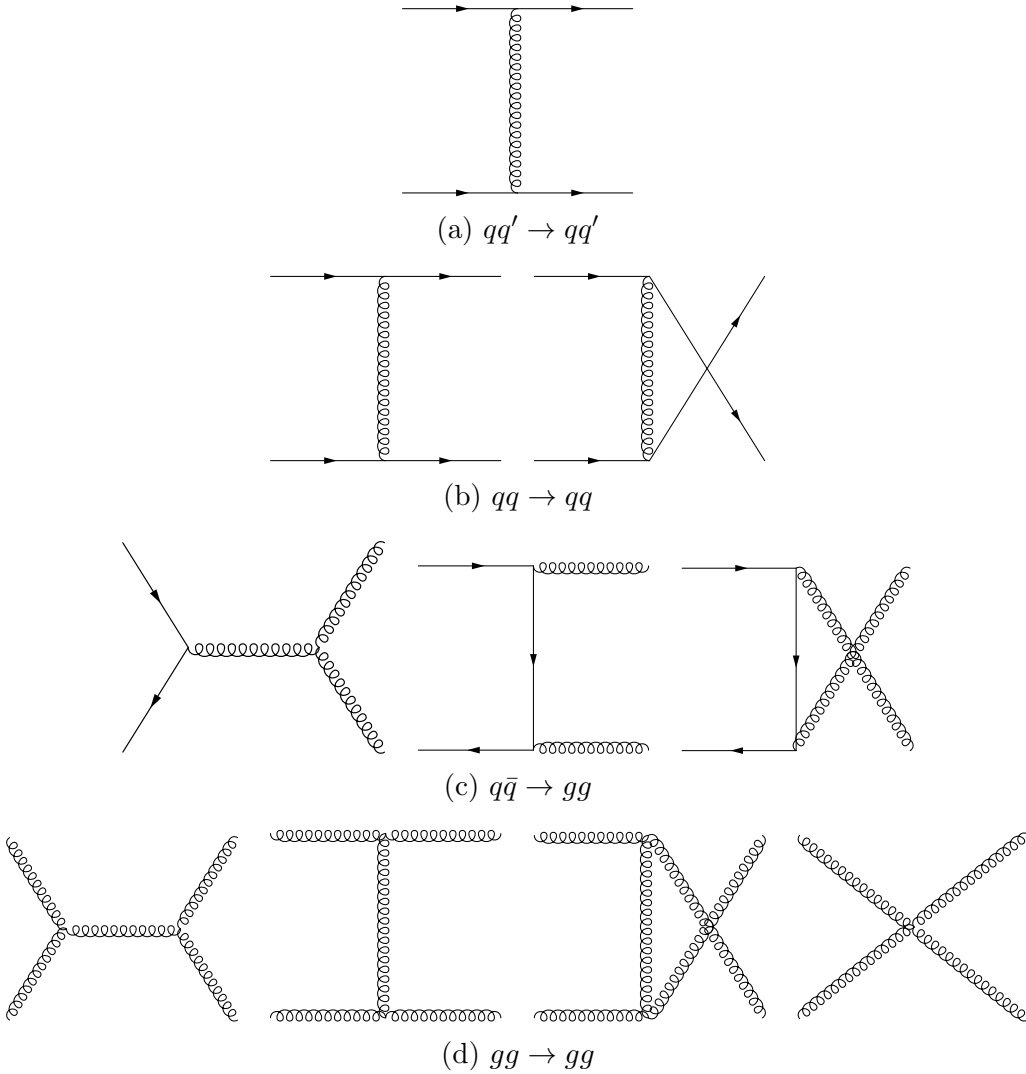 (a) qq′ → qq′
(b) qq → qq
(c) qq̄ → gg
(d) gg → gg